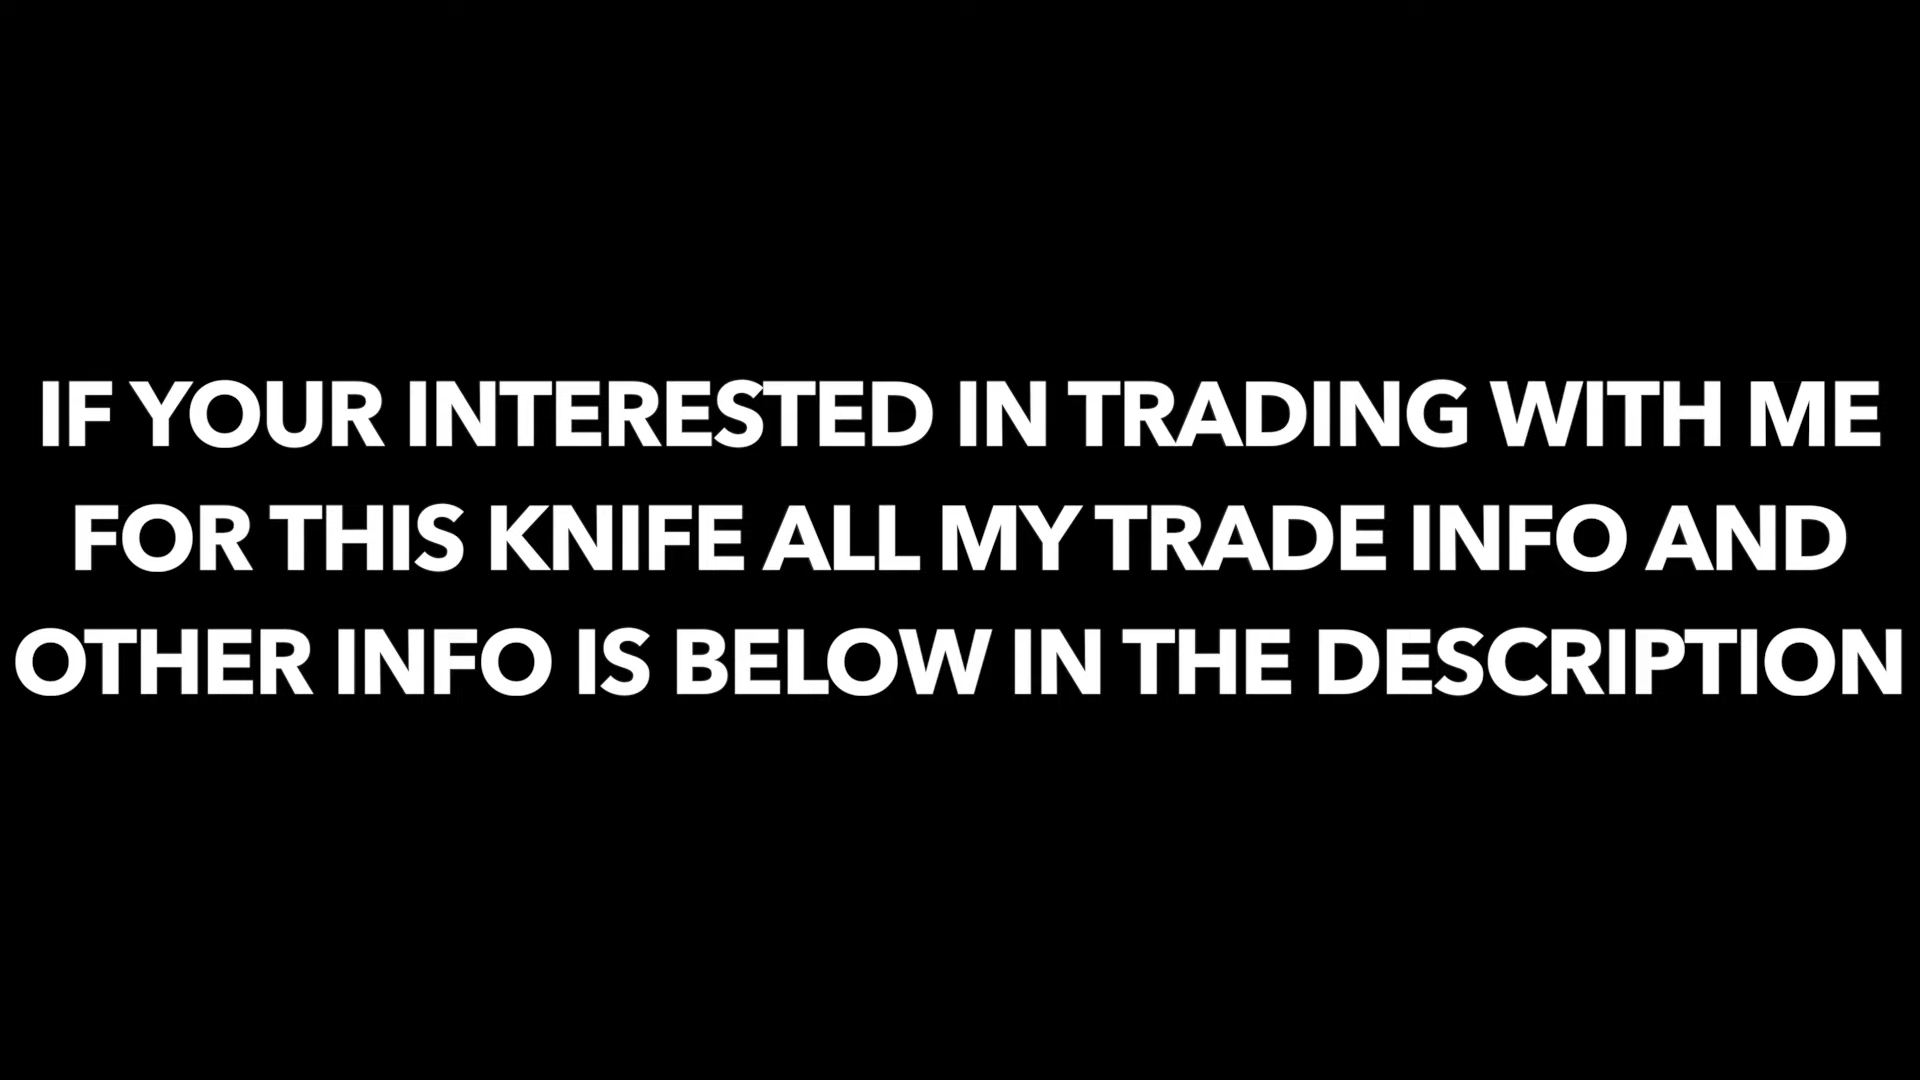 IF YOUR INTERESTED IN TRADING WITH ME
FOR THIS KNIFE ALL MY TRADE INFO AND
OTHER INFO IS BELOW IN THE DESCRIPTION